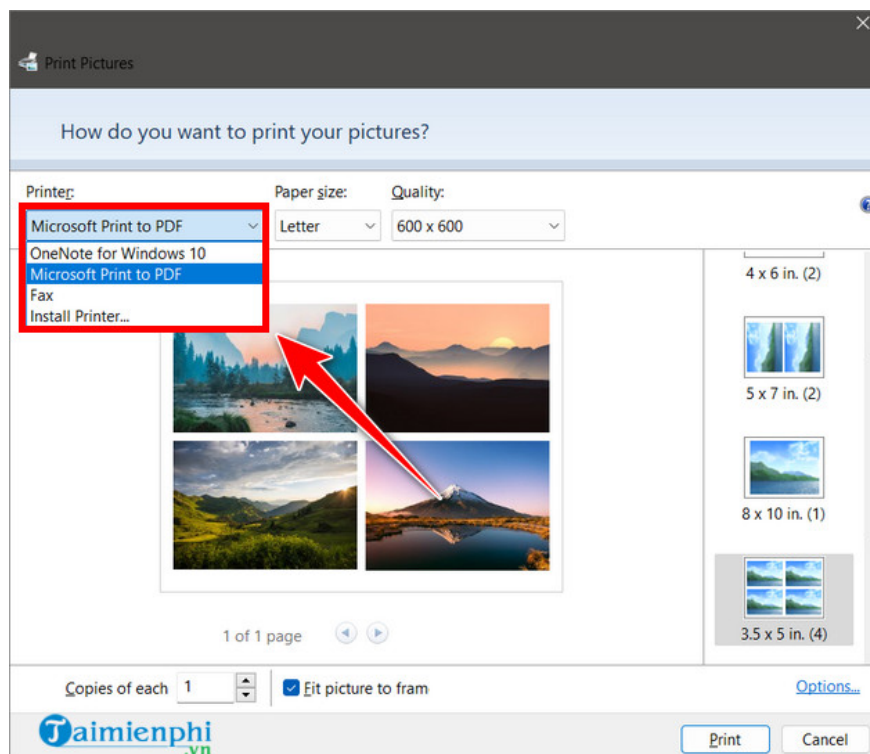 Print Pictures
How do you want to print your pictures?
Printer: Paper size: Quality:
Microsoft Print to PDF Letter 600 x 600
OneNote for Windows 10
Microsoft Print to PDF
Fax
Install Printer...
4 x 6 in. (2)
5 x 7 in. (2)
8 x 10 in. (1)
3.5 x 5 in. (4)
1 of 1 page
Copies of each 1 Fit picture to fram
Options...
Taimienphi
.vn
Print Cancel